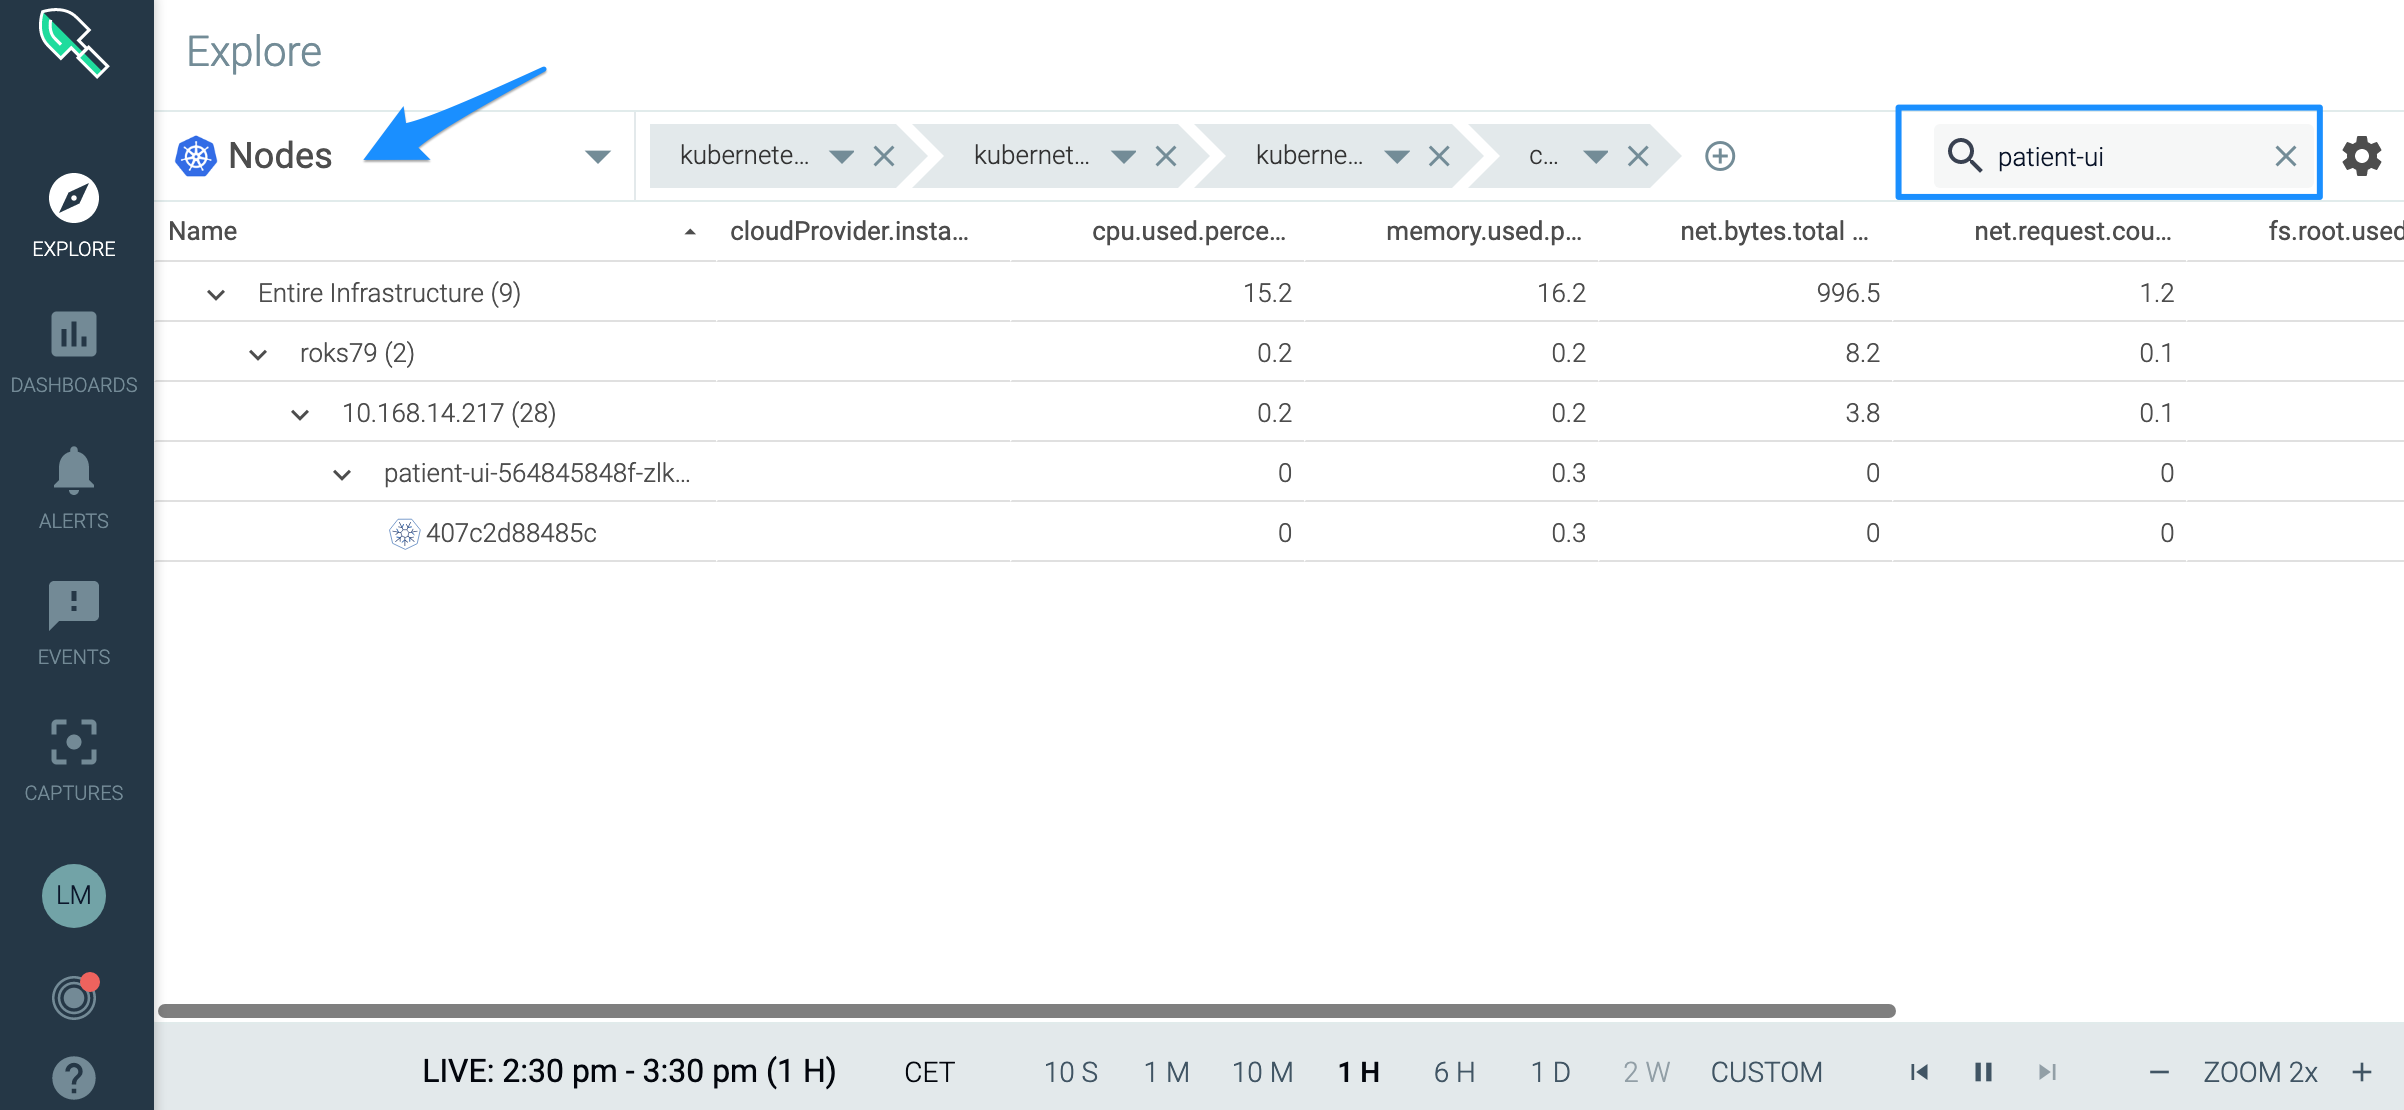 Explore
Nodes
kubernete...
kubernet...
kuberne...
c...
patient-ui
EXPLORE
DASHBOARDS
ALERTS
EVENTS
CAPTURES
LM
?
Name cloudProvider.insta... cpu.used.perce... memory.used.p... net.bytes.total ... net.request.cou... fs.root.used
Entire Infrastructure (9) 15.2 16.2 996.5 1.2
roks79 (2) 0.2 0.2 8.2 0.1
10.168.14.217 (28) 0.2 0.2 3.8 0.1
patient-ui-564845848f-zlk... 0 0.3 0 0
407c2d88485c 0 0.3 0 0
LIVE: 2:30 pm - 3:30 pm (1 H) CET 10 S 1 M 10 M 1 H 6 H 1 D 2 W CUSTOM ZOOM 2x